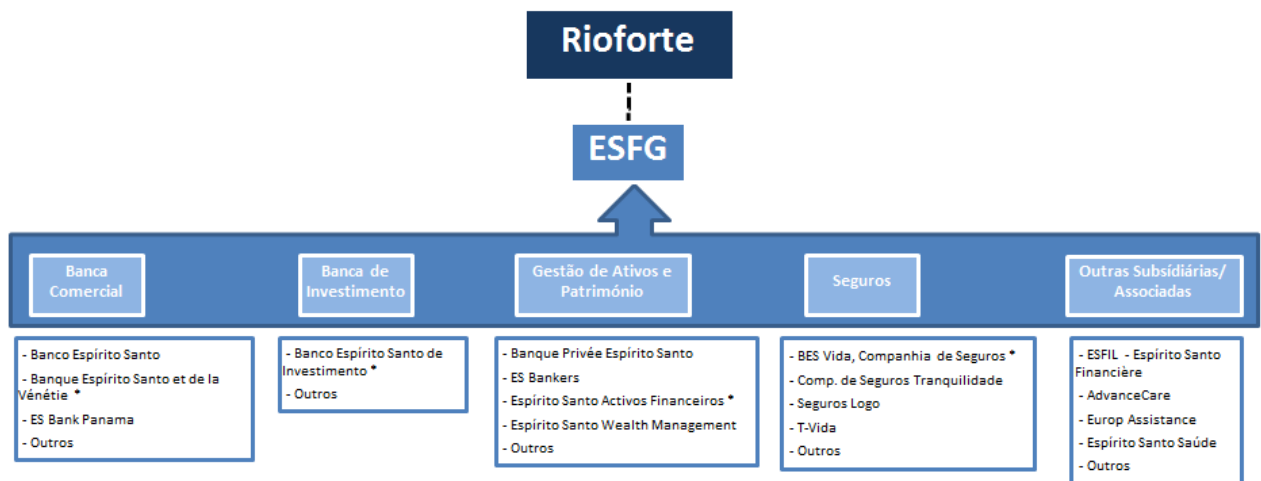 Rioforte
ESFG
Banca
Comercial
Banca de
Investimento
Gestão de Ativos e
Património
Seguros
Outras Subsídiárias/
Associadas
- Banco Espírito Santo
- Banque Espírito Santo et de la
Vénétie *
- ES Bank Panama
- Outros
- Banco Espírito Santo de
Investimento *
- Outros
- Banque Privée Espírito Santo
- ES Bankers
- Espírito Santo Activos Financeiros *
- Espírito Santo Wealth Management
- Outros
- BES Vida, Companhia de Seguros *
- Comp. de Seguros Tranquilidade
- Seguros Logo
- T-Vida
- Outros
- ESFIL - Espírito Santo
Financière
- AdvanceCare
- Europ Assistance
- Espírito Santo Saúde
- Outros